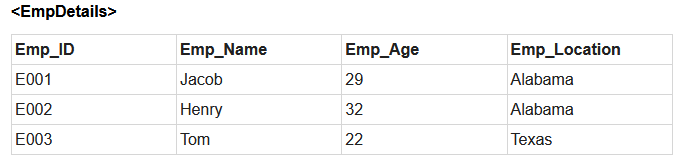 <EmpDetails>
Emp_ID Emp_Name Emp_Age Emp_Location
E001 Jacob 29 Alabama
E002 Henry 32 Alabama
E003 Tom 22 Texas